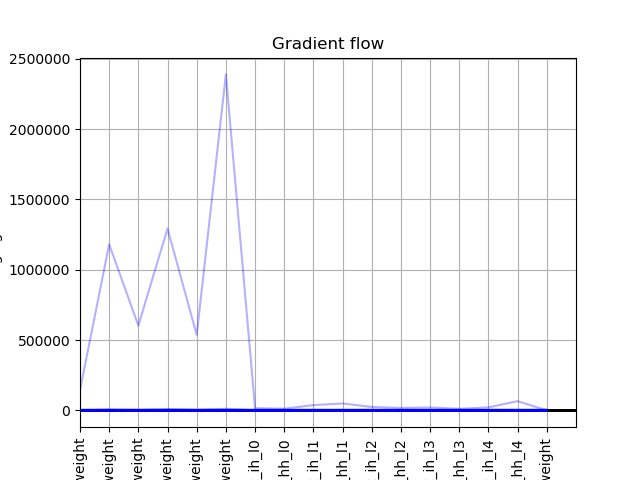 Gradient flow
2500000
2000000
1500000
1000000
500000
0
weight
weight
weight
weight
weight
weight
_ih_l0
_hh_l0
_ih_l1
_hh_l1
_ih_l2
_hh_l2
_ih_l3
_hh_l3
_ih_l4
_hh_l4
weight